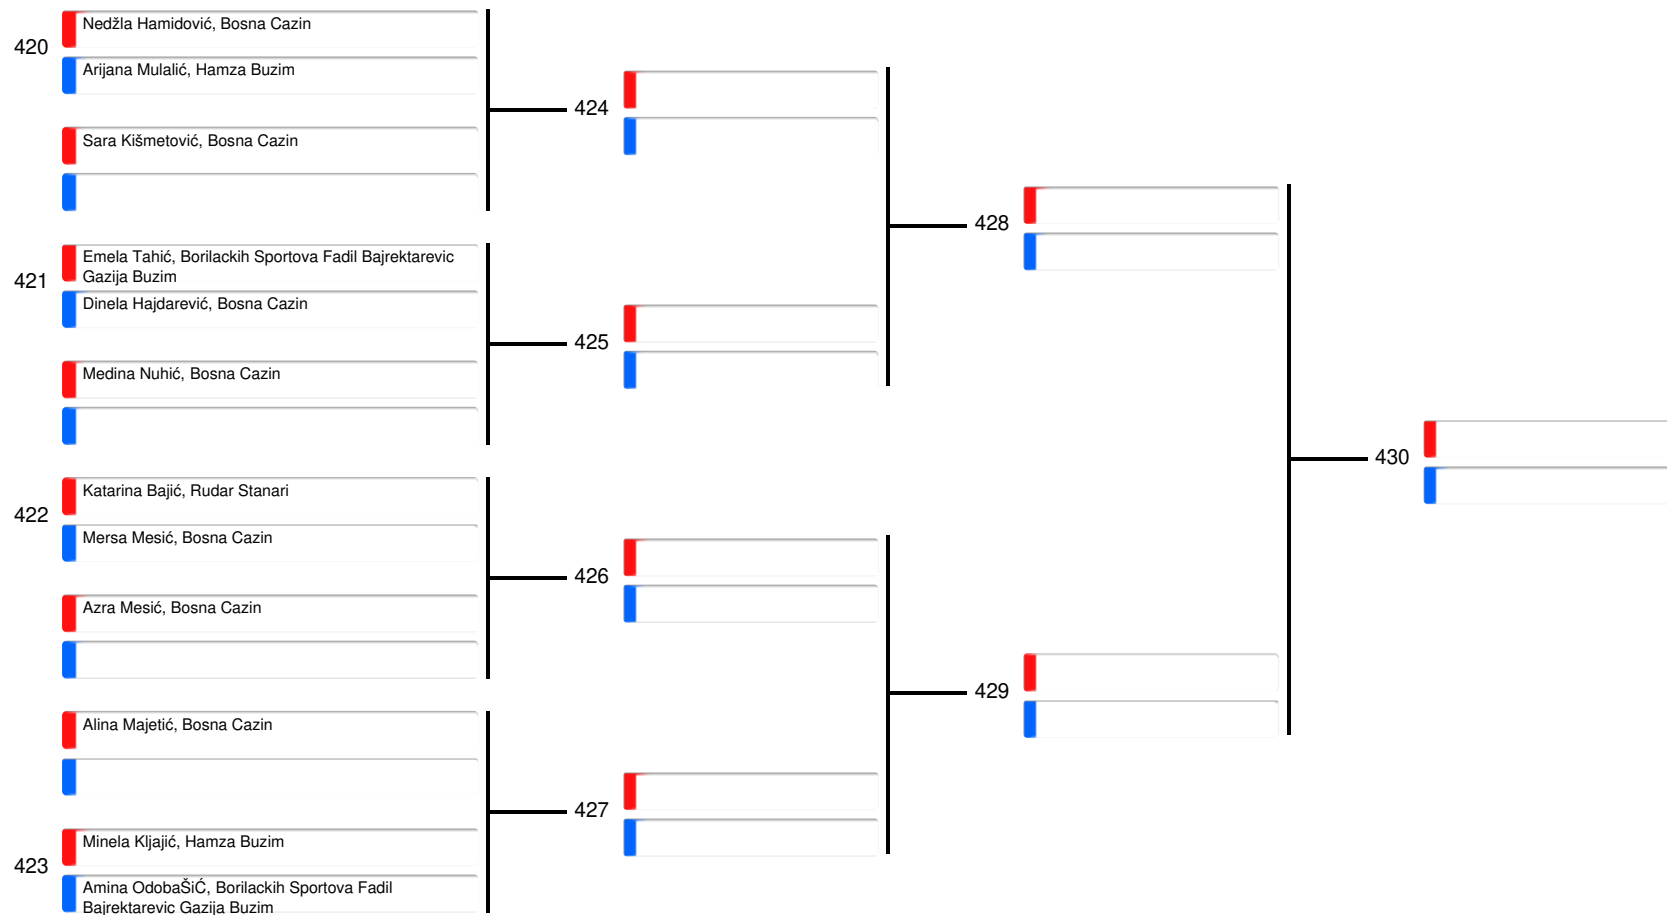 420
Nedžla Hamidović, Bosna Cazin
Arijana Mulalić, Hamza Buzim
Sara Kišmetović, Bosna Cazin
421
Emela Tahić, Borilackih Sportova Fadil Bajrektarevic
Gazija Buzim
Dinela Hajdarević, Bosna Cazin
Medina Nuhić, Bosna Cazin
422
Katarina Bajić, Rudar Stanari
Mersa Mesić, Bosna Cazin
Azra Mesić, Bosna Cazin
Alina Majetić, Bosna Cazin
423
Minela Kljajić, Hamza Buzim
Amina OdobaŠiĆ, Borilackih Sportova Fadil
Bajrektarevic Gazija Buzim
424
425
426
427
428
429
430